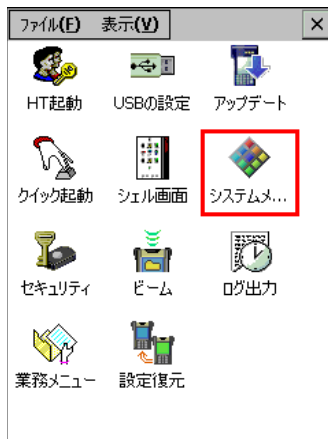 ファイル(F) 表示(V) ×
HT起動 USBの設定 アップデート
クイック起動 シェル画面 システムメ...
セキュリティ ビーム ログ出力
業務メニュー 設定復元